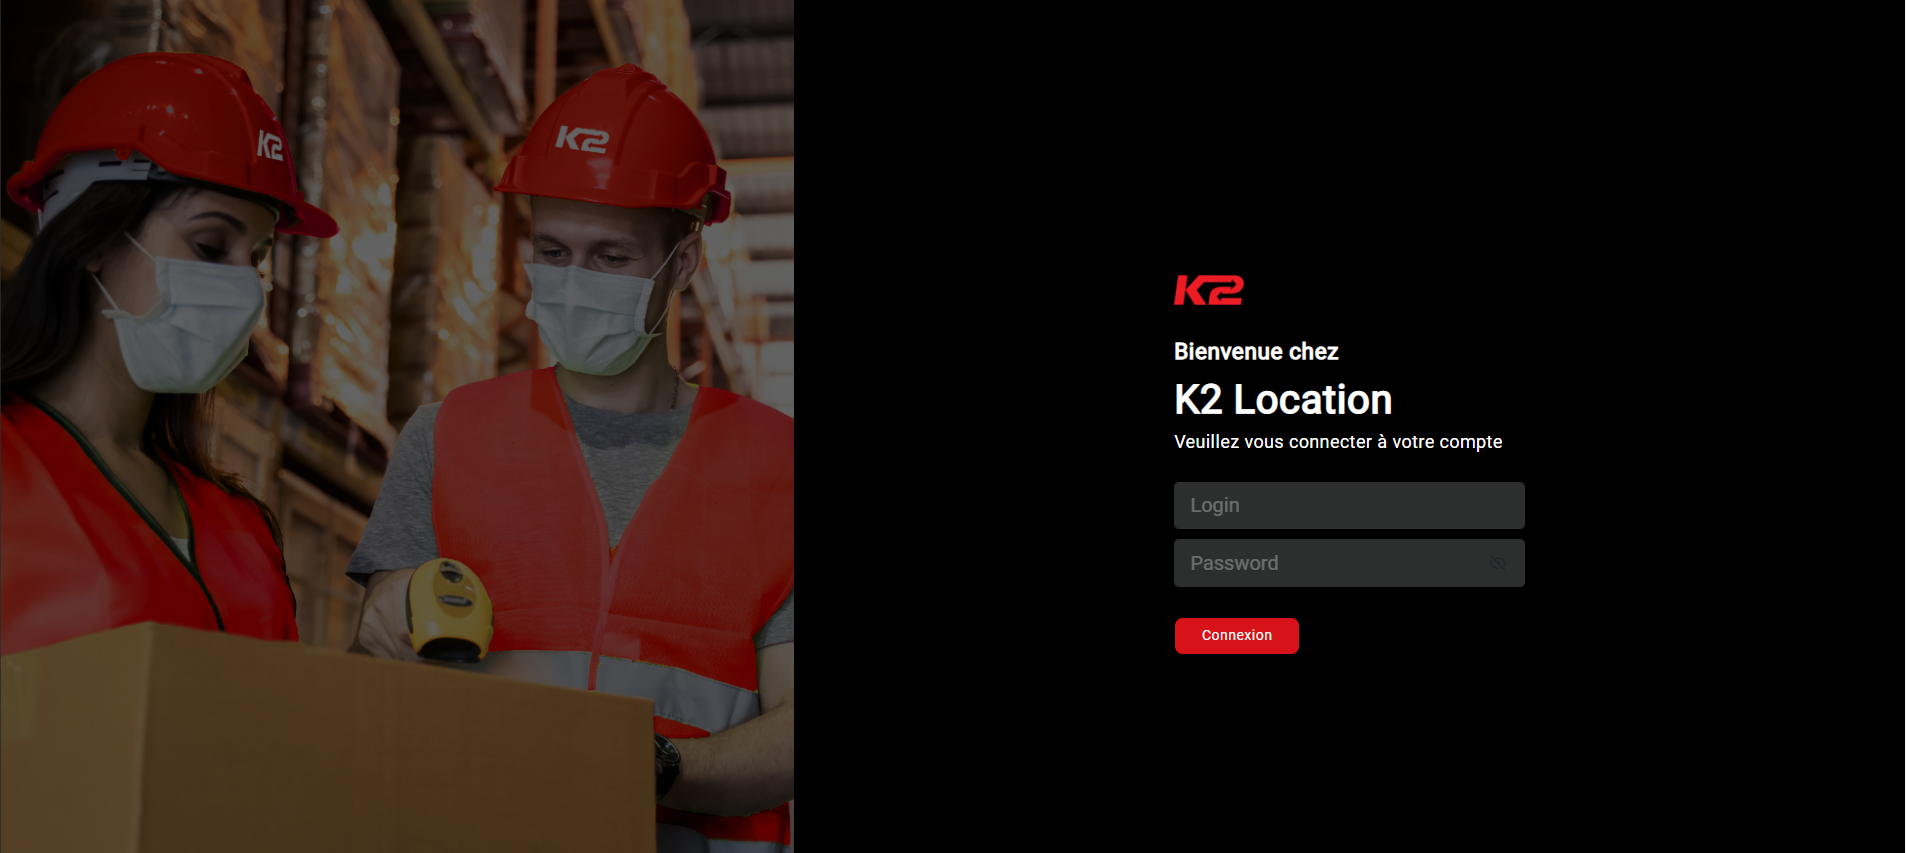 K2
K2
K2
Bienvenue chez
K2 Location
Veuillez vous connecter à votre compte
Login
Password
Connexion